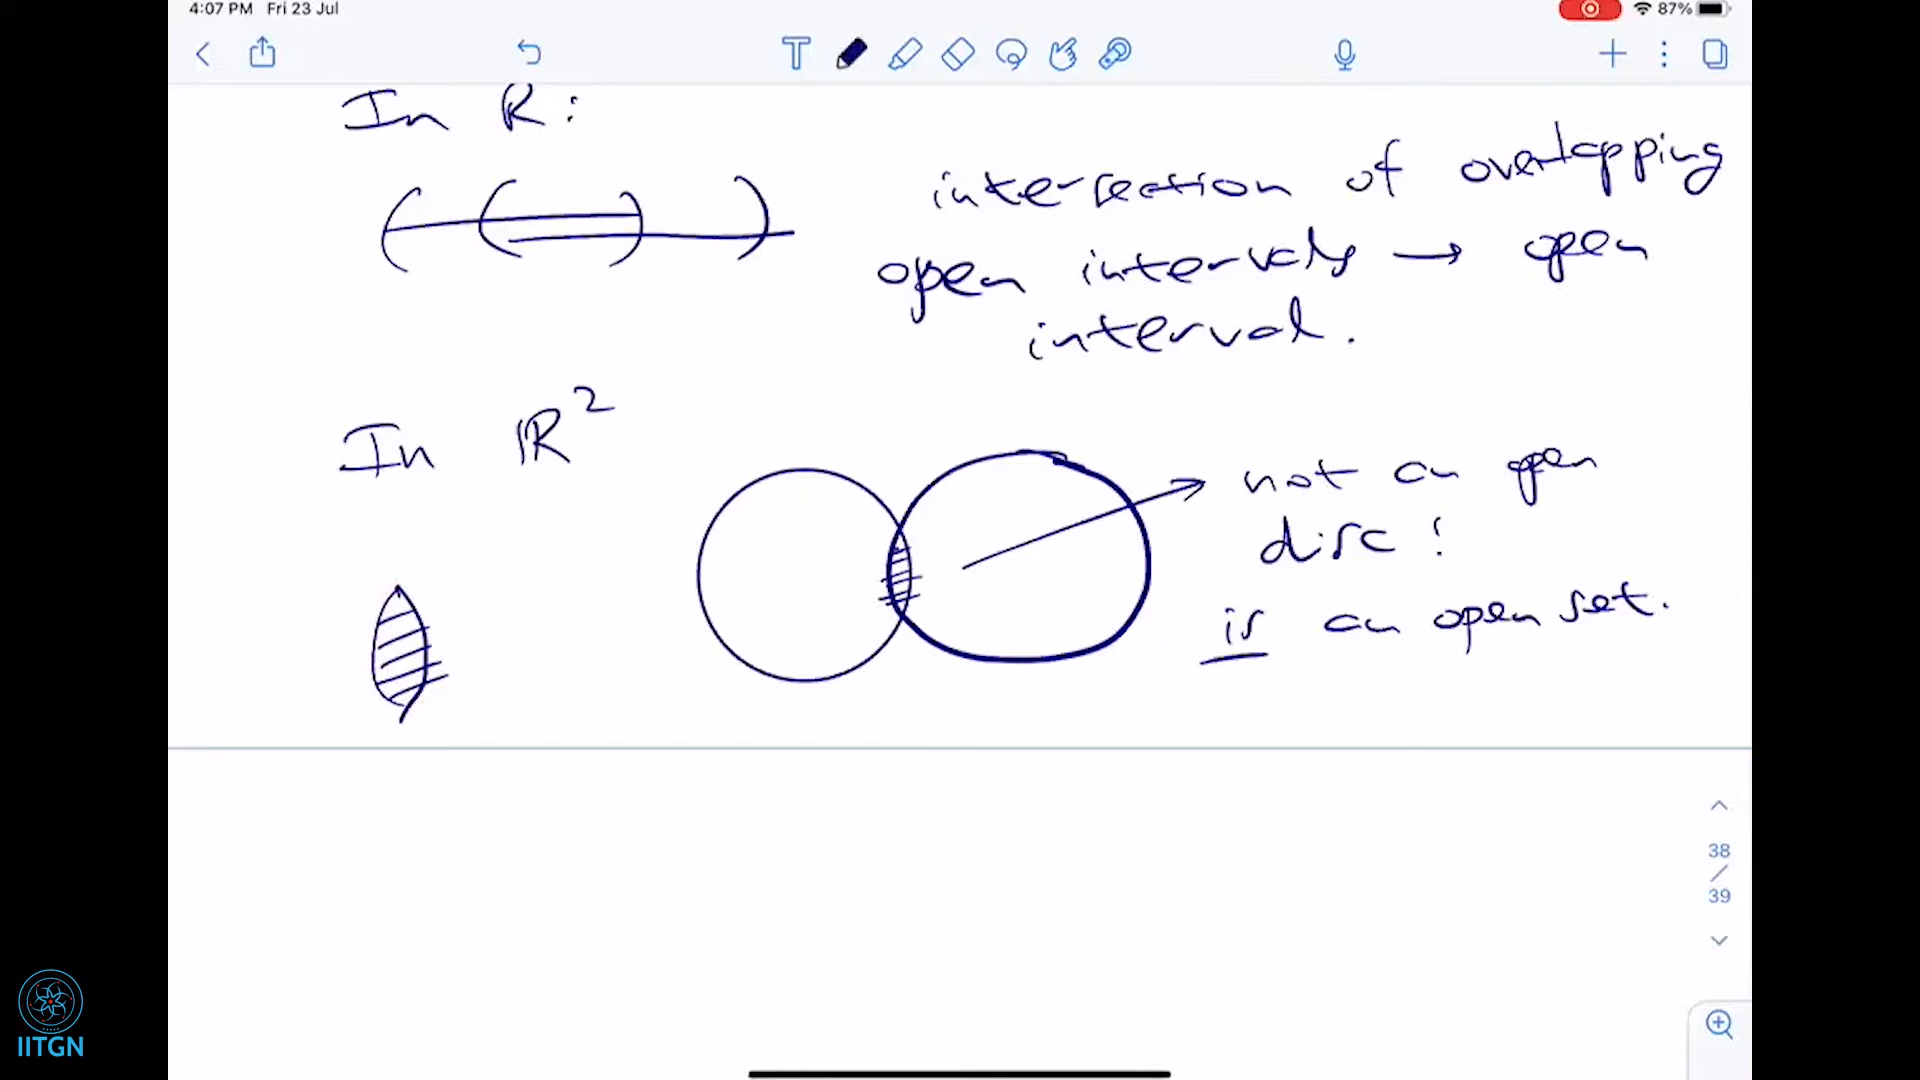 4:07 PM Fri 23 Jul
87%
In R:
intersection of overlapping
open intervals → open
interval.
In ℝ²
not an open
disc!
is an open set.
38
/
39
IITGN